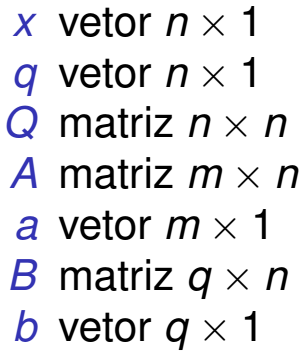 x vetor n × 1
q vetor n × 1
Q matriz n × n
A matriz m × n
a vetor m × 1
B matriz q × n
b vetor q × 1